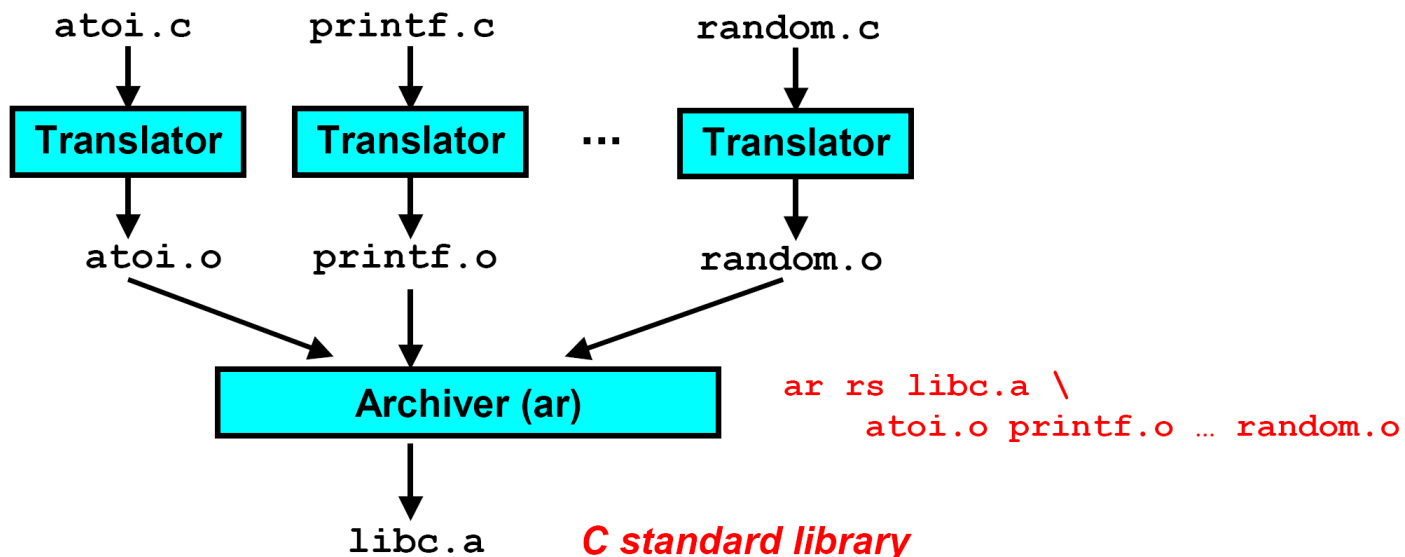 atoi.c printf.c random.c
Translator Translator ... Translator
atoi.o printf.o random.o
Archiver (ar)
ar rs libc.a \
atoi.o printf.o … random.o
libc.a C standard library